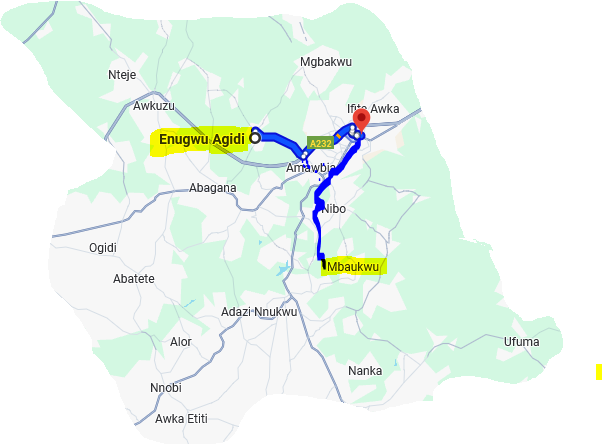 Mgbakwu
Nteje
Awkuzu
Ifite Awka
Enugwu Agidi
A232
Amawbia
Abagana
Nibo
Ogidi
Mbaukwu
Abatete
Adazi Nnukwu
Alor
Ufuma
Nanka
Nnobi
Awka Etiti